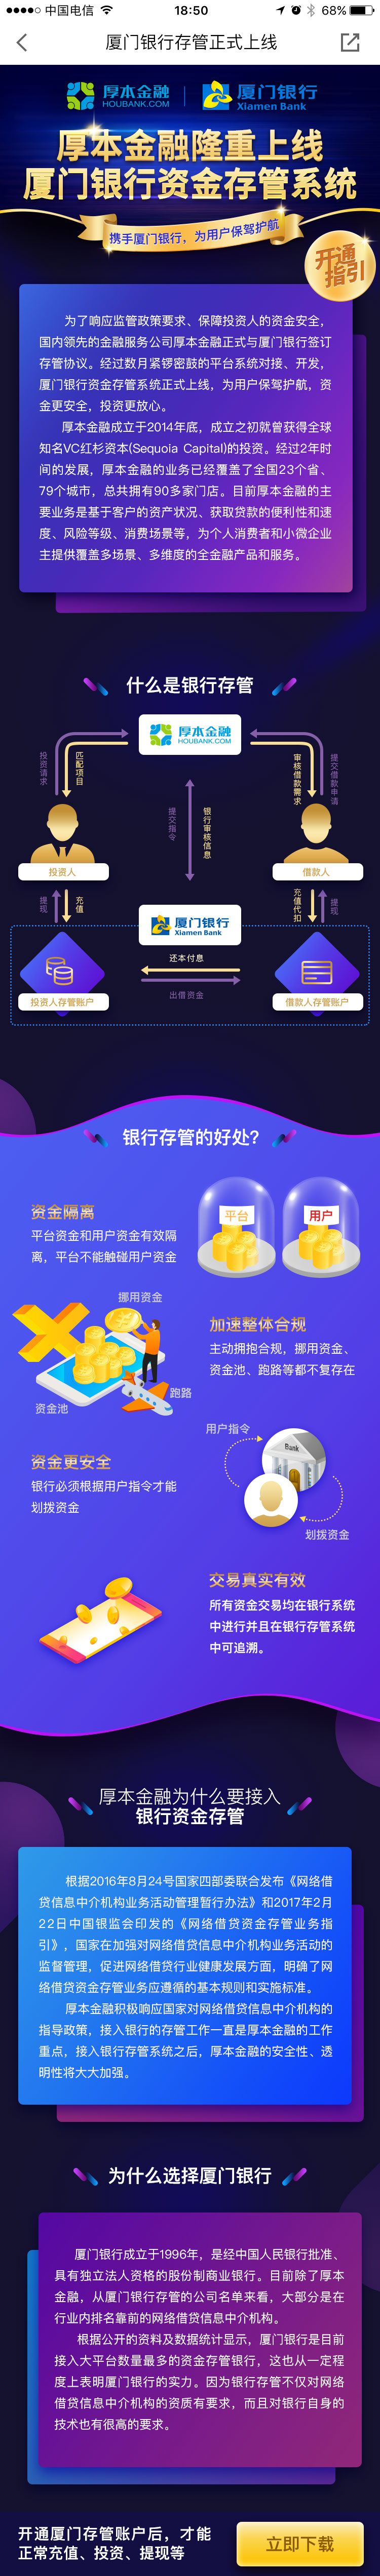 中国电信
18:50
68%
厦门银行存管正式上线
厚本金融
HOUBANK.COM
厦门银行
Xiamen Bank
厚本金融隆重上线
厦门银行资金存管系统
携手厦门银行，为用户保驾护航
开通
指引
为了响应监管政策要求、保障投资人的资金安全，
国内领先的金融服务公司厚本金融正式与厦门银行签订
存管协议。经过数月紧锣密鼓的平台系统对接、开发，
厦门银行资金存管系统正式上线，为用户保驾护航，资
金更安全，投资更放心。
厚本金融成立于2014年底，成立之初就曾获得全球
知名VC红杉资本(Sequoia Capital)的投资。经过2年时
间的发展，厚本金融的业务已经覆盖了全国23个省、
79个城市，总共拥有90多家门店。目前厚本金融的主
要业务是基于客户的资产状况、获取贷款的便利性和速
度、风险等级、消费场景等，为个人消费者和小微企业
主提供覆盖多场景、多维度的全金融产品和服务。
什么是银行存管
厚本金融
HOUBANK.COM
投资请求
匹配项目
提交指令
银行审核信息
审核借款需求
提交借款申请
投资人
借款人
提现
充值
充值代扣
提现
厦门银行
Xiamen Bank
还本付息
出借资金
投资人存管账户
借款人存管账户
银行存管的好处?
资金隔离
平台资金和用户资金有效隔
离，平台不能触碰用户资金
平台
用户
挪用资金
资金池
跑路
加速整体合规
主动拥抱合规，挪用资金、
资金池、跑路等都不复存在
资金更安全
银行必须根据用户指令才能
划拨资金
用户指令
Bank
划拨资金
交易真实有效
所有资金交易均在银行系统
中进行并且在银行存管系统
中可追溯。
厚本金融为什么要接入
银行资金存管
根据2016年8月24号国家四部委联合发布《网络借
贷信息中介机构业务活动管理暂行办法》和2017年2月
22日中国银监会印发的《网络借贷资金存管业务指
引》，国家在加强对网络借贷信息中介机构业务活动的
监督管理，促进网络借贷行业健康发展方面，明确了网
络借贷资金存管业务应遵循的基本规则和实施标准。
厚本金融积极响应国家对网络借贷信息中介机构的
指导政策，接入银行的存管工作一直是厚本金融的工作
重点，接入银行存管系统之后，厚本金融的安全性、透
明性将大大加强。
为什么选择厦门银行
厦门银行成立于1996年，是经中国人民银行批准、
具有独立法人资格的股份制商业银行。目前除了厚本
金融，从厦门银行存管的公司名单来看，大部分是在
行业内排名靠前的网络借贷信息中介机构。
根据公开的资料及数据统计显示，厦门银行是目前
接入大平台数量最多的资金存管银行，这也从一定程
度上表明厦门银行的实力。因为银行存管不仅对网络
借贷信息中介机构的资质有要求，而且对银行自身的
技术也有很高的要求。
开通厦门存管账户后，才能
正常充值、投资、提现等
立即下载